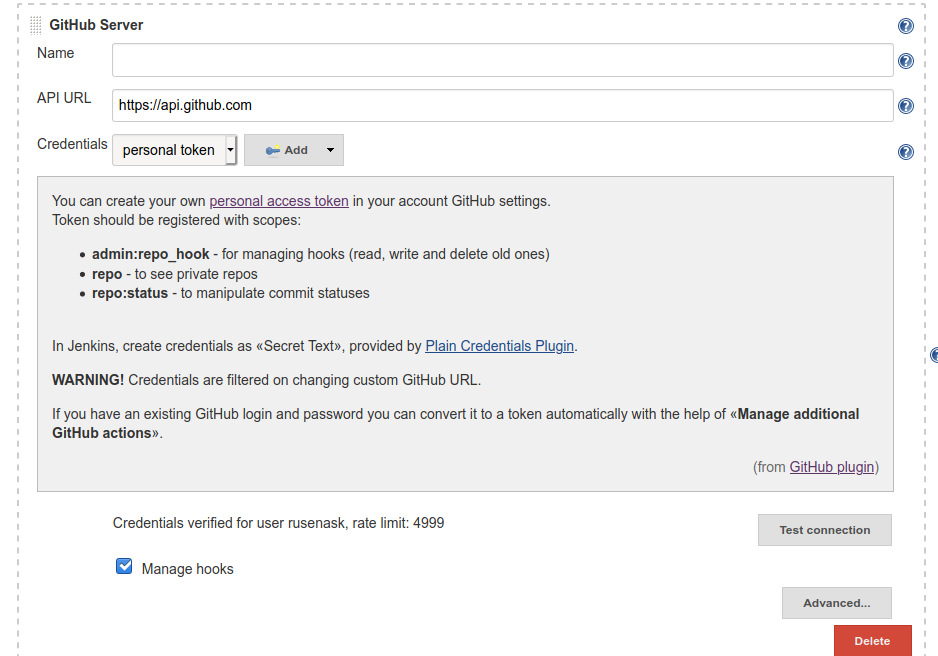 GitHub Server
Name
API URL
https://api.github.com
Credentials
personal token
Add
You can create your own personal access token in your account GitHub settings.
Token should be registered with scopes:
admin:repo_hook - for managing hooks (read, write and delete old ones)
repo - to see private repos
repo:status - to manipulate commit statuses
In Jenkins, create credentials as «Secret Text», provided by Plain Credentials Plugin.
WARNING! Credentials are filtered on changing custom GitHub URL.
If you have an existing GitHub login and password you can convert it to a token automatically with the help of «Manage additional
GitHub actions».
(from GitHub plugin)
Credentials verified for user rusenask, rate limit: 4999
Test connection
Manage hooks
Advanced...
Delete